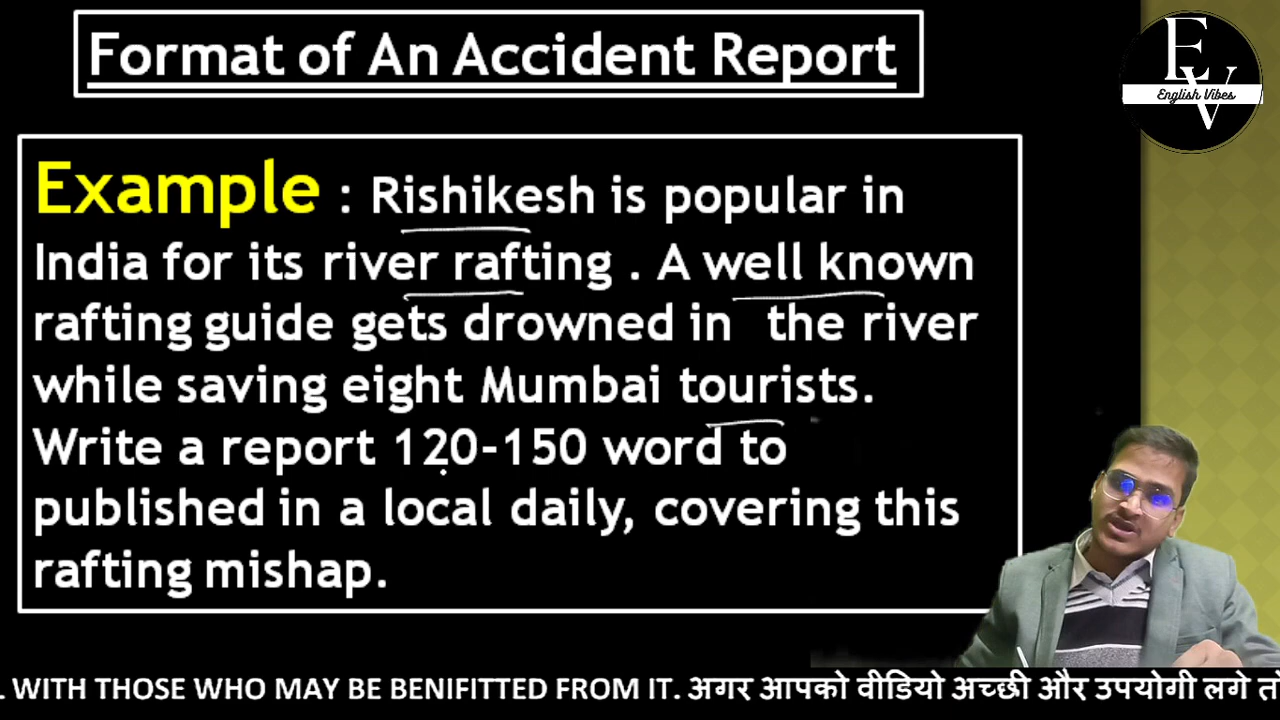 Format of An Accident Report
EV
English Vibes
Example : Rishikesh is popular in
India for its river rafting . A well known
rafting guide gets drowned in the river
while saving eight Mumbai tourists.
Write a report 120-150 word to
published in a local daily, covering this
rafting mishap.
. WITH THOSE WHO MAY BE BENIFITTED FROM IT. अगर आपको वीडियो अच्छी और उपयोगी लगे तो